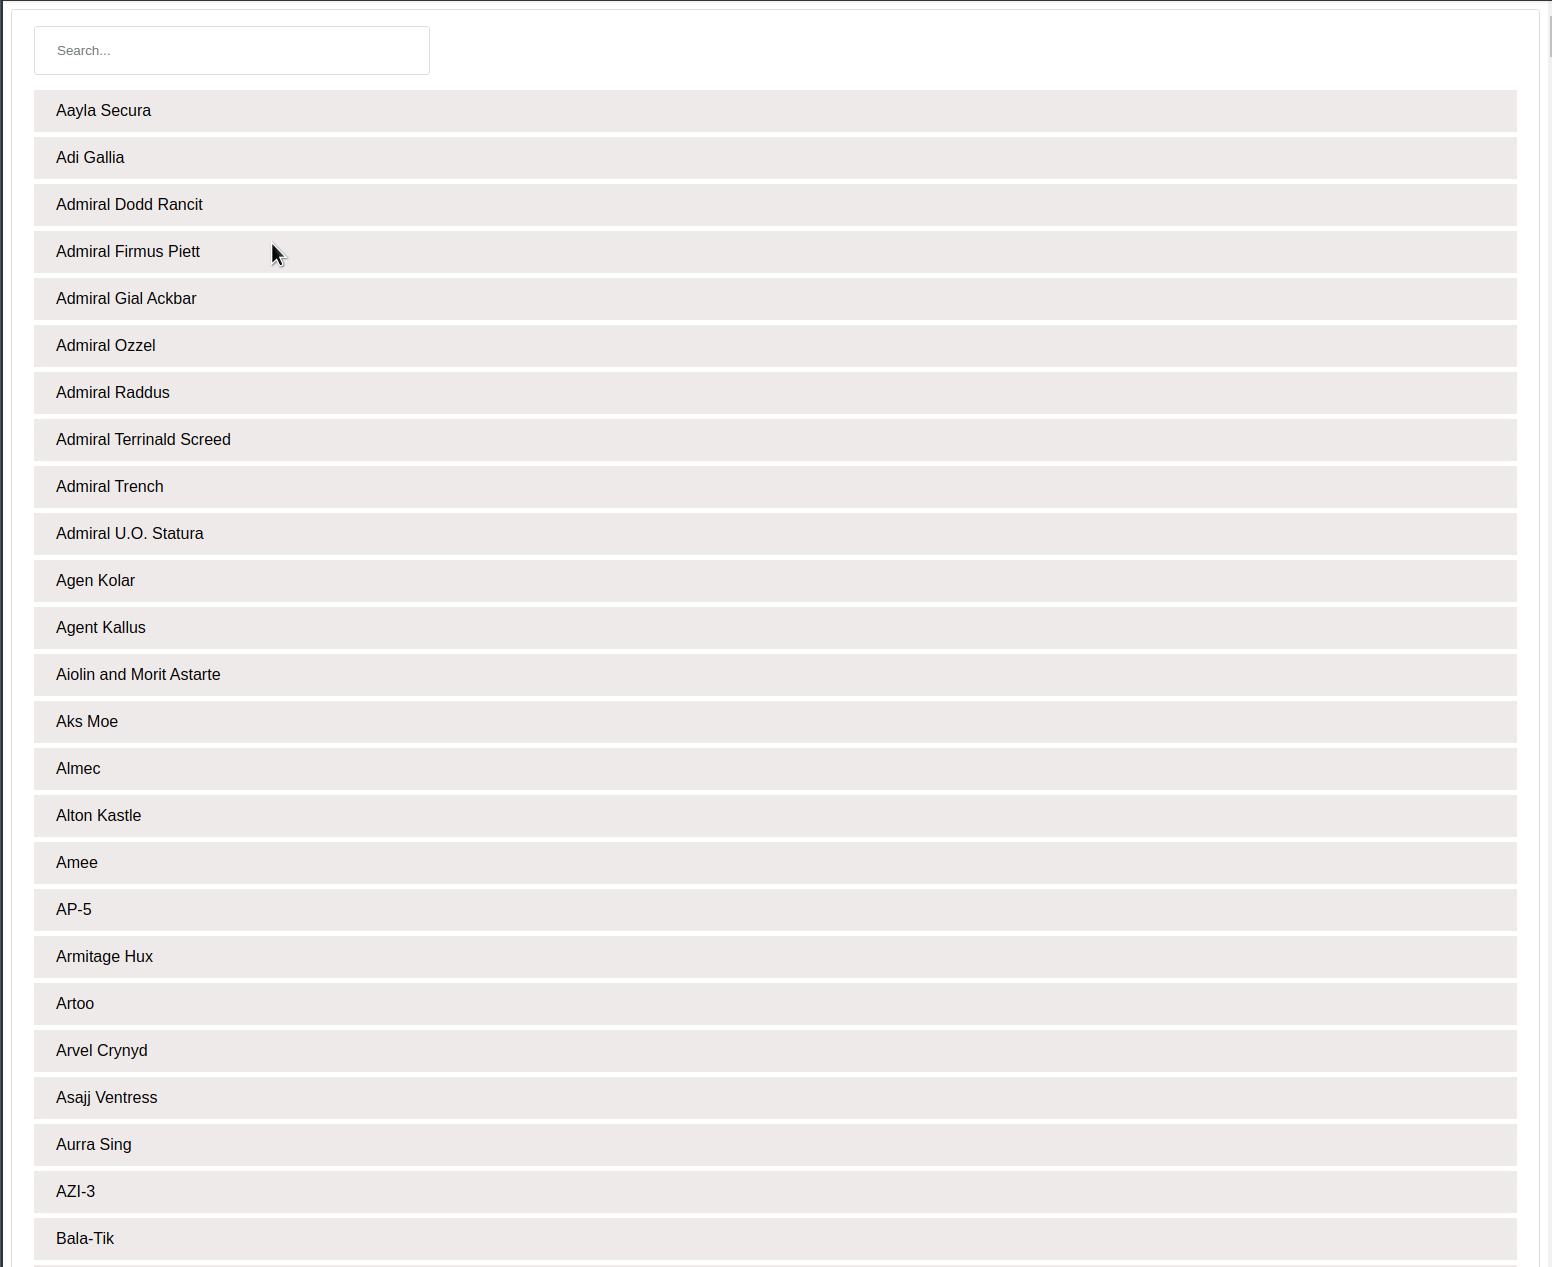 Search...
Aayla Secura
Adi Gallia
Admiral Dodd Rancit
Admiral Firmus Piett
Admiral Gial Ackbar
Admiral Ozzel
Admiral Raddus
Admiral Terrinald Screed
Admiral Trench
Admiral U.O. Statura
Agen Kolar
Agent Kallus
Aiolin and Morit Astarte
Aks Moe
Almec
Alton Kastle
Amee
AP-5
Armitage Hux
Artoo
Arvel Crynyd
Asajj Ventress
Aurra Sing
AZI-3
Bala-Tik